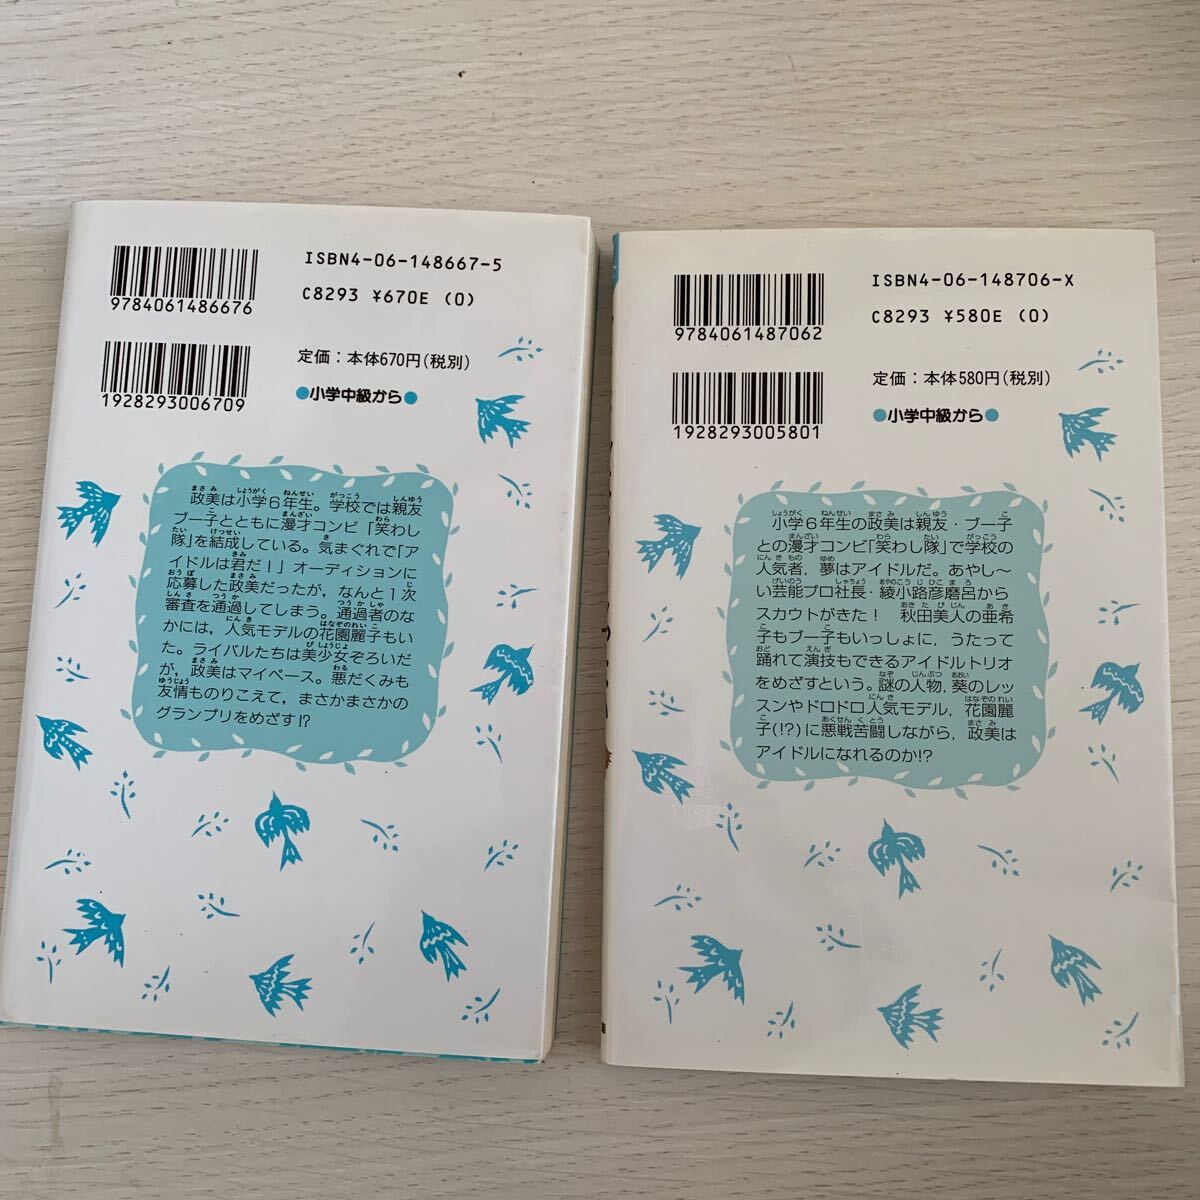 ISBN4-06-148667-5
9784061486676
C8293 ¥670E (0)
定価：本体670円(税別)
1928293006709
●小学中級から●
政美は小学6年生。学校では親友
ブー子とともに漫才コンビ「笑わし
隊」を結成している。気まぐれで「ア
イドルは君だ！」オーディションに
応募した政美だったが，なんと1次
審査を通過してしまう。通過者のな
かには，人気モデルの花園麗子もい
た。ライバルたちは美少女ぞろいだ
が，政美はマイペース。悪だくみも
友情ものりこえて，まさかまさかの
グランプリをめざす!?
ISBN4-06-148706-X
9784061487062
C8293 ¥580E (0)
定価：本体580円(税別)
1928293005801
●小学中級から●
小学6年生の政美は親友・ブー子
との漫才コンビ「笑わし隊」で学校の
人気者，夢はアイドルだ。あやし〜
い芸能プロ社長・綾小路彦磨呂から
スカウトがきた！　秋田美人の亜希
子もブー子もいっしょに，うたって
踊れて演技もできるアイドルトリオ
をめざすという。謎の人物，葵のレッ
スンやドロドロ人気モデル，花園麗
子(!?)に悪戦苦闘しながら，政美は
アイドルになれるのか!?